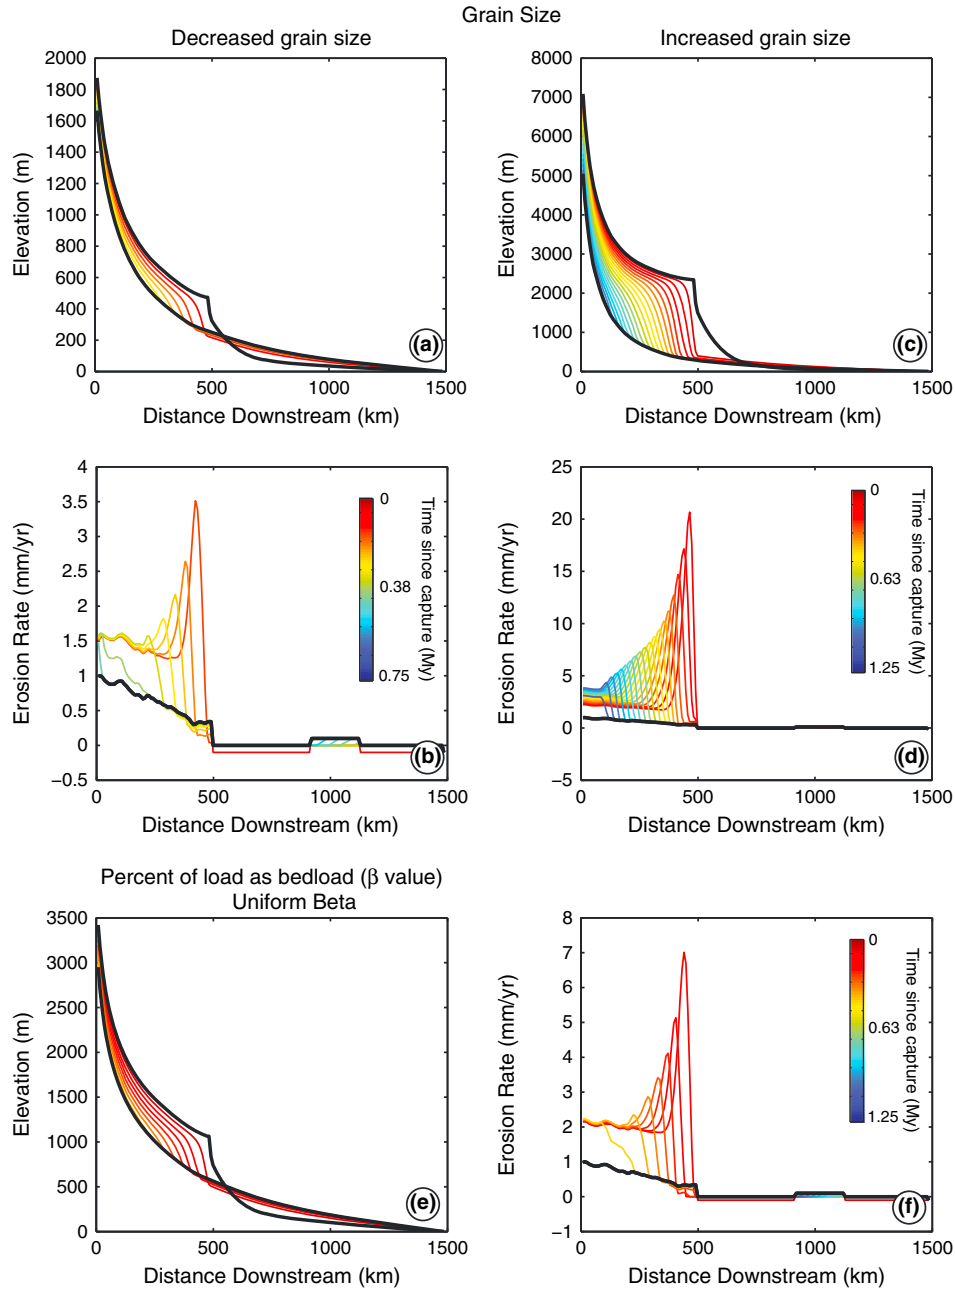 Grain Size
Decreased grain size
2000
1800
1600
1400
1200
1000
800
600
400
200
0
Elevation (m)
0 500 1000 1500
Distance Downstream (km)
(a)
Increased grain size
8000
7000
6000
5000
4000
3000
2000
1000
0
Elevation (m)
0 500 1000 1500
Distance Downstream (km)
(c)
4
3.5
3
2.5
2
1.5
1
0.5
0
−0.5
Erosion Rate (mm/yr)
0 500 1000 1500
Distance Downstream (km)
0
0.38
0.75
Time since capture (My)
(b)
25
20
15
10
5
0
−5
Erosion Rate (mm/yr)
0 500 1000 1500
Distance Downstream (km)
0
0.63
1.25
Time since capture (My)
(d)
Percent of load as bedload (β value)
Uniform Beta
3500
3000
2500
2000
1500
1000
500
0
Elevation (m)
0 500 1000 1500
Distance Downstream (km)
(e)
8
7
6
5
4
3
2
1
0
−1
Erosion Rate (mm/yr)
0 500 1000 1500
Distance Downstream (km)
0
0.63
1.25
Time since capture (My)
(f)